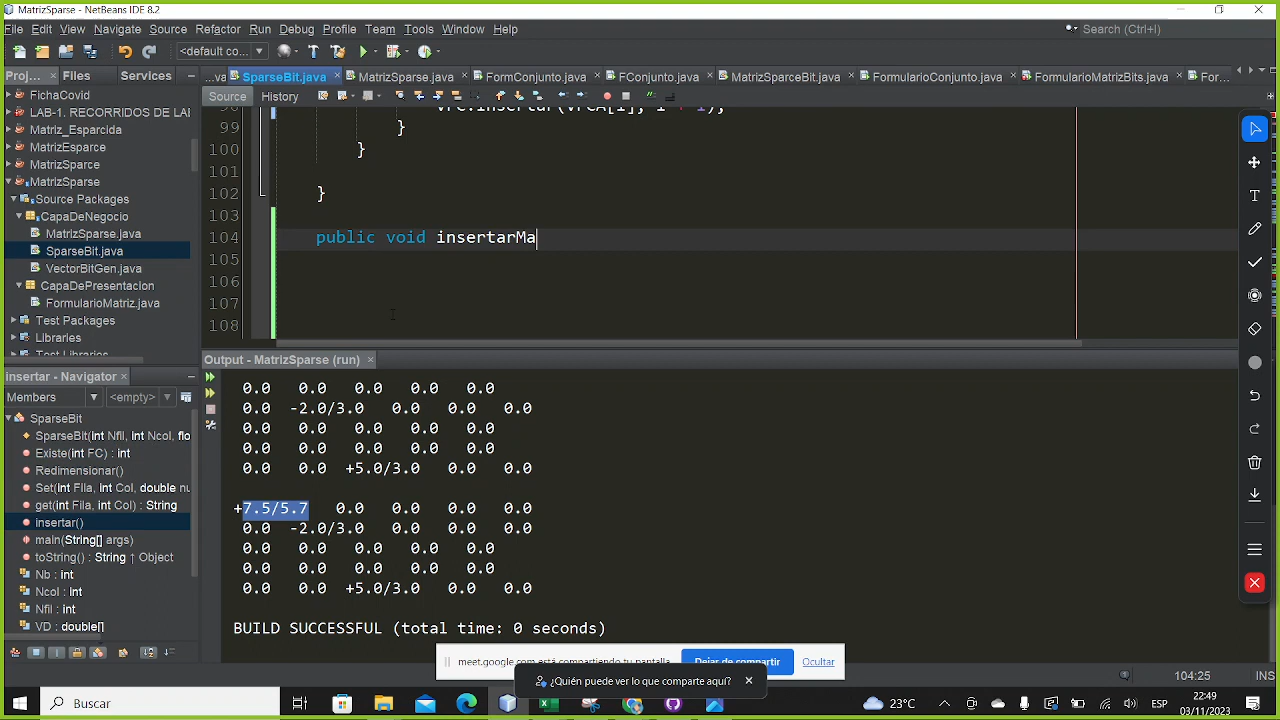 MatrizSparse - NetBeans IDE 8.2
File Edit View Navigate Source Refactor Run Debug Profile Team Tools Window Help
Search (Ctrl+I)
<default co...
Proj... Files Services
...va SparseBit.java MatrizSparse.java FormConjunto.java FConjunto.java MatrizSparceBit.java FormularioConjunto.java FormularioMatrizBits.java For...
Source History
FichaCovid
LAB-1. RECORRIDOS DE LA
Matriz_Esparcida
MatrizEsparce
MatrizSparce
MatrizSparse
Source Packages
CapaDeNegocio
MatrizSparse.java
SparseBit.java
VectorBitGen.java
CapaDePresentacion
FormularioMatriz.java
Test Packages
Libraries
Test Libraries
98 vFC.insertar(vFCA[i], i + 1);
99 }
100 }
101
102 }
103
104 public void insertarMa
105
106
107
108
insertar - Navigator
Members <empty>
SparseBit
SparseBit(int Nfil, int Ncol, flo
Existe(int FC) : int
Redimensionar()
Set(int Fila, int Col, double nu
get(int Fila, int Col) : String
insertar()
main(String[] args)
toString() : String ↑ Object
Nb : int
Ncol : int
Nfil : int
VD : double[]
Output - MatrizSparse (run)
0.0 0.0 0.0 0.0 0.0
0.0 -2.0/3.0 0.0 0.0 0.0
0.0 0.0 0.0 0.0 0.0
0.0 0.0 0.0 0.0 0.0
0.0 0.0 +5.0/3.0 0.0 0.0
+7.5/5.7 0.0 0.0 0.0 0.0
0.0 -2.0/3.0 0.0 0.0 0.0
0.0 0.0 0.0 0.0 0.0
0.0 0.0 0.0 0.0 0.0
0.0 0.0 +5.0/3.0 0.0 0.0
BUILD SUCCESSFUL (total time: 0 seconds)
meet.google.com está compartiendo tu pantalla. Dejar de compartir Ocultar
¿Quién puede ver lo que comparte aquí?
104:25 INS
Buscar
23°C
ESP
22:49
03/11/2023